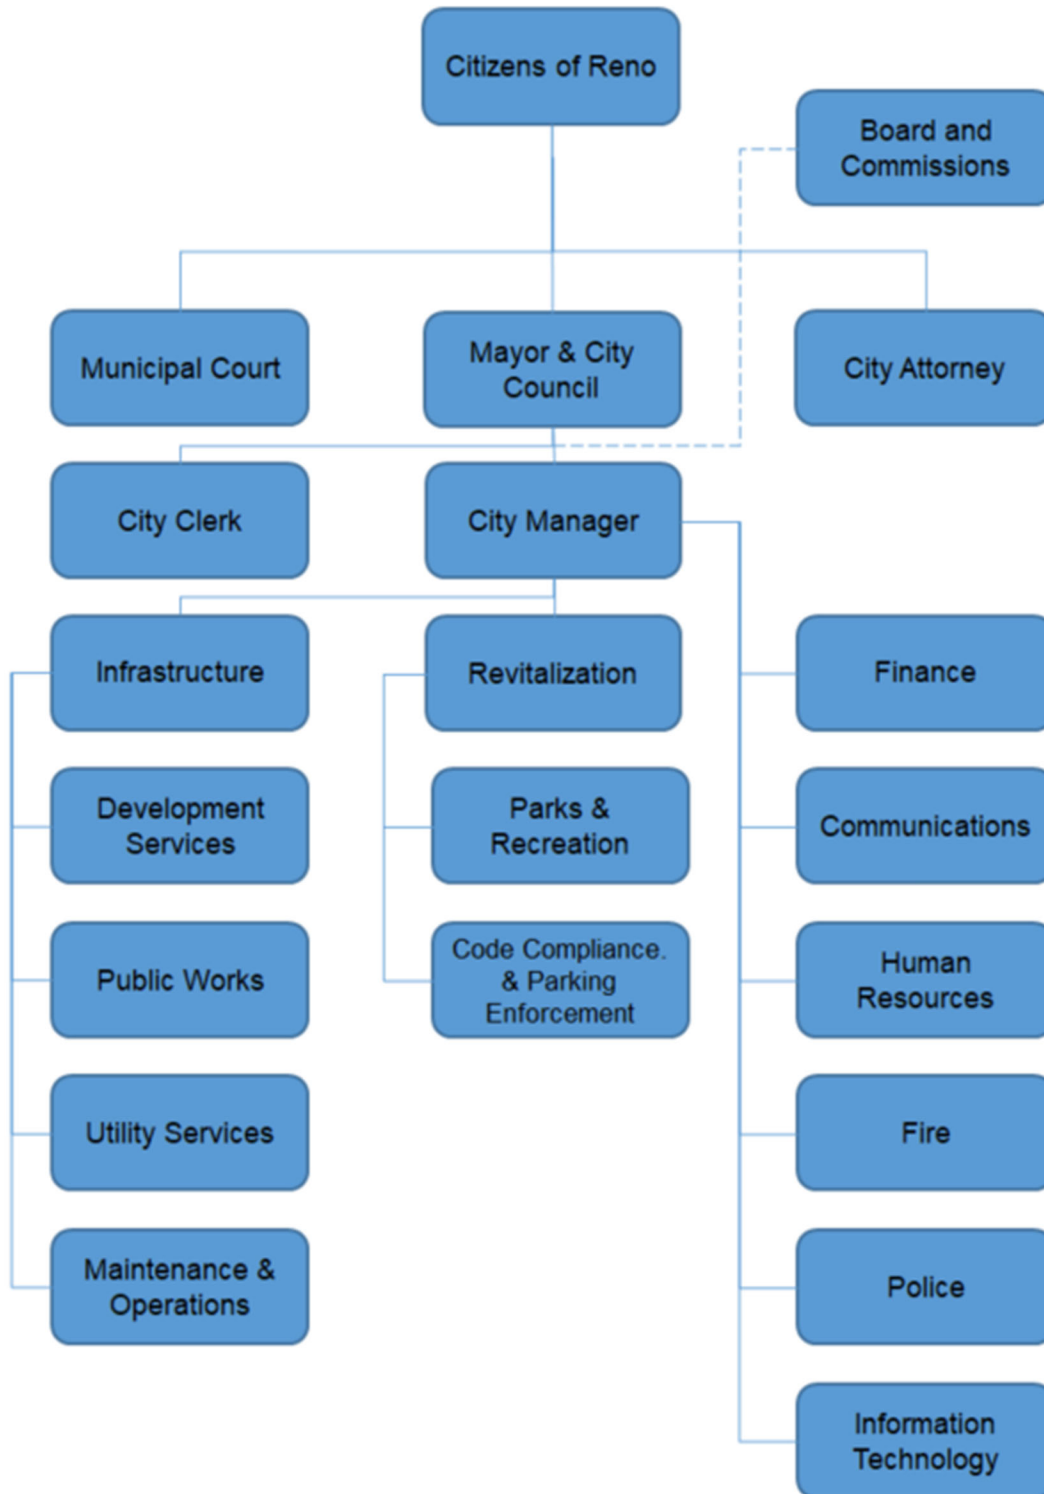 Citizens of Reno
Board and
Commissions
Municipal Court
Mayor & City
Council
City Attorney
City Clerk
City Manager
Infrastructure
Revitalization
Finance
Development
Services
Parks &
Recreation
Communications
Public Works
Code Compliance.
& Parking
Enforcement
Human
Resources
Utility Services
Fire
Maintenance &
Operations
Police
Information
Technology